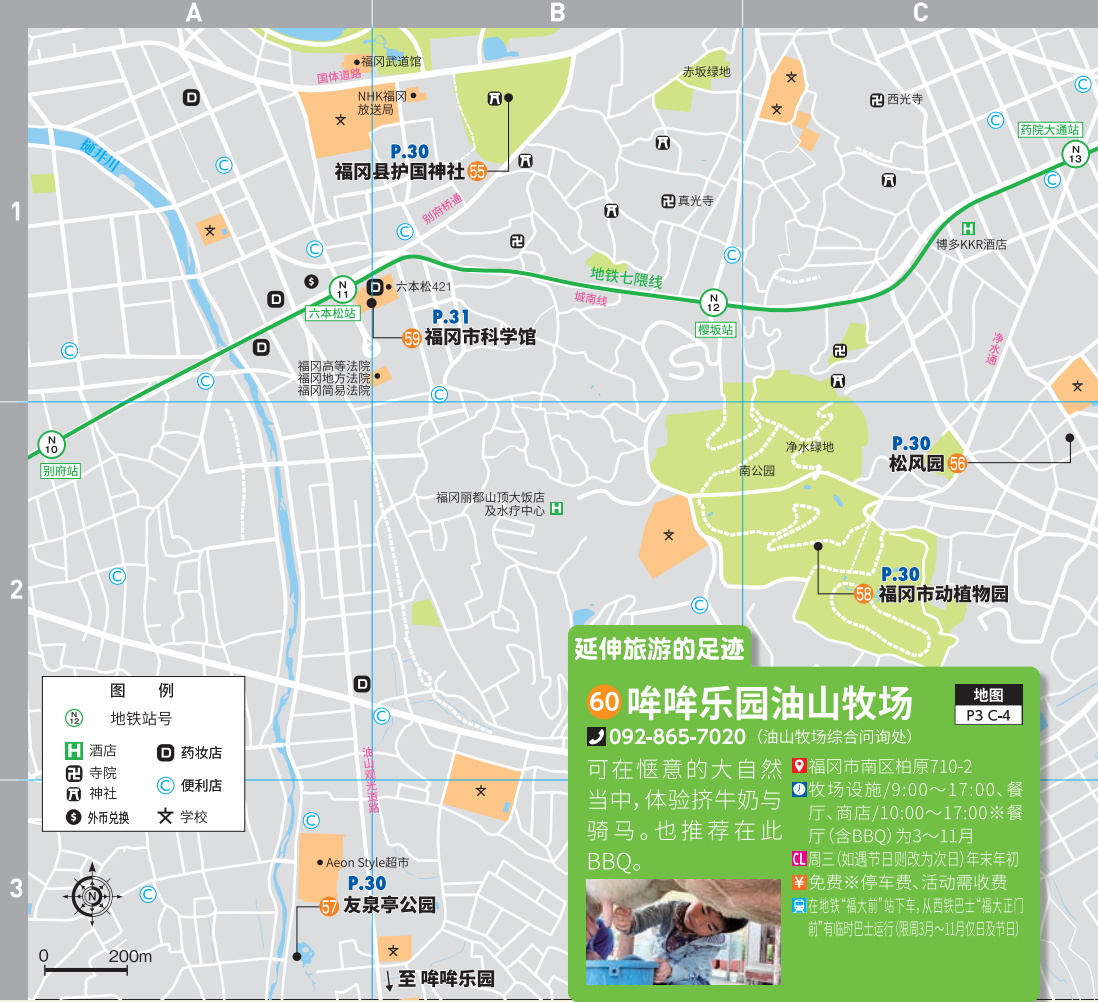 A
B
C
1
2
3
福冈武道馆
国体道路
NHK福冈
放送局
赤坂绿地
西光寺
药院大通站
N
13
樋井川
P.30
福冈县护国神社 55
别府桥通
真光寺
博多KKR酒店
地铁七隈线
城南线
N
11
六本松站
六本松421
P.31
59 福冈市科学馆
N
12
樱坂站
净水通
福冈高等法院
福冈地方法院
福冈简易法院
N
10
别府站
净水绿地
南公园
P.30
松风园 56
福冈丽都山顶大饭店
及水疗中心
P.30
58 福冈市动植物园
图 例
N
12
地铁站号
酒店
药妆店
寺院
便利店
神社
外币兑换
学校
油山观光道路
Aeon Style超市
P.30
57 友泉亭公园
至 哞哞乐园
N
0 200m
延伸旅游的足迹
60 哞哞乐园油山牧场
地图
P3 C-4
092-865-7020（油山牧场综合问询处）
可在惬意的大自然
当中，体验挤牛奶与
骑马。也推荐在此
BBQ。
福冈市南区柏原710-2
牧场设施/9:00～17:00、餐
厅、商店/10:00～17:00※餐
厅（含BBQ）为3～11月
CL 周三（如遇节日则改为次日）年末年初
¥ 免费※停车费、活动需收费
在地铁“福大前”站下车，从西铁巴士“福大正门
前”有临时巴士运行（限周3月～11月仅日及节日）